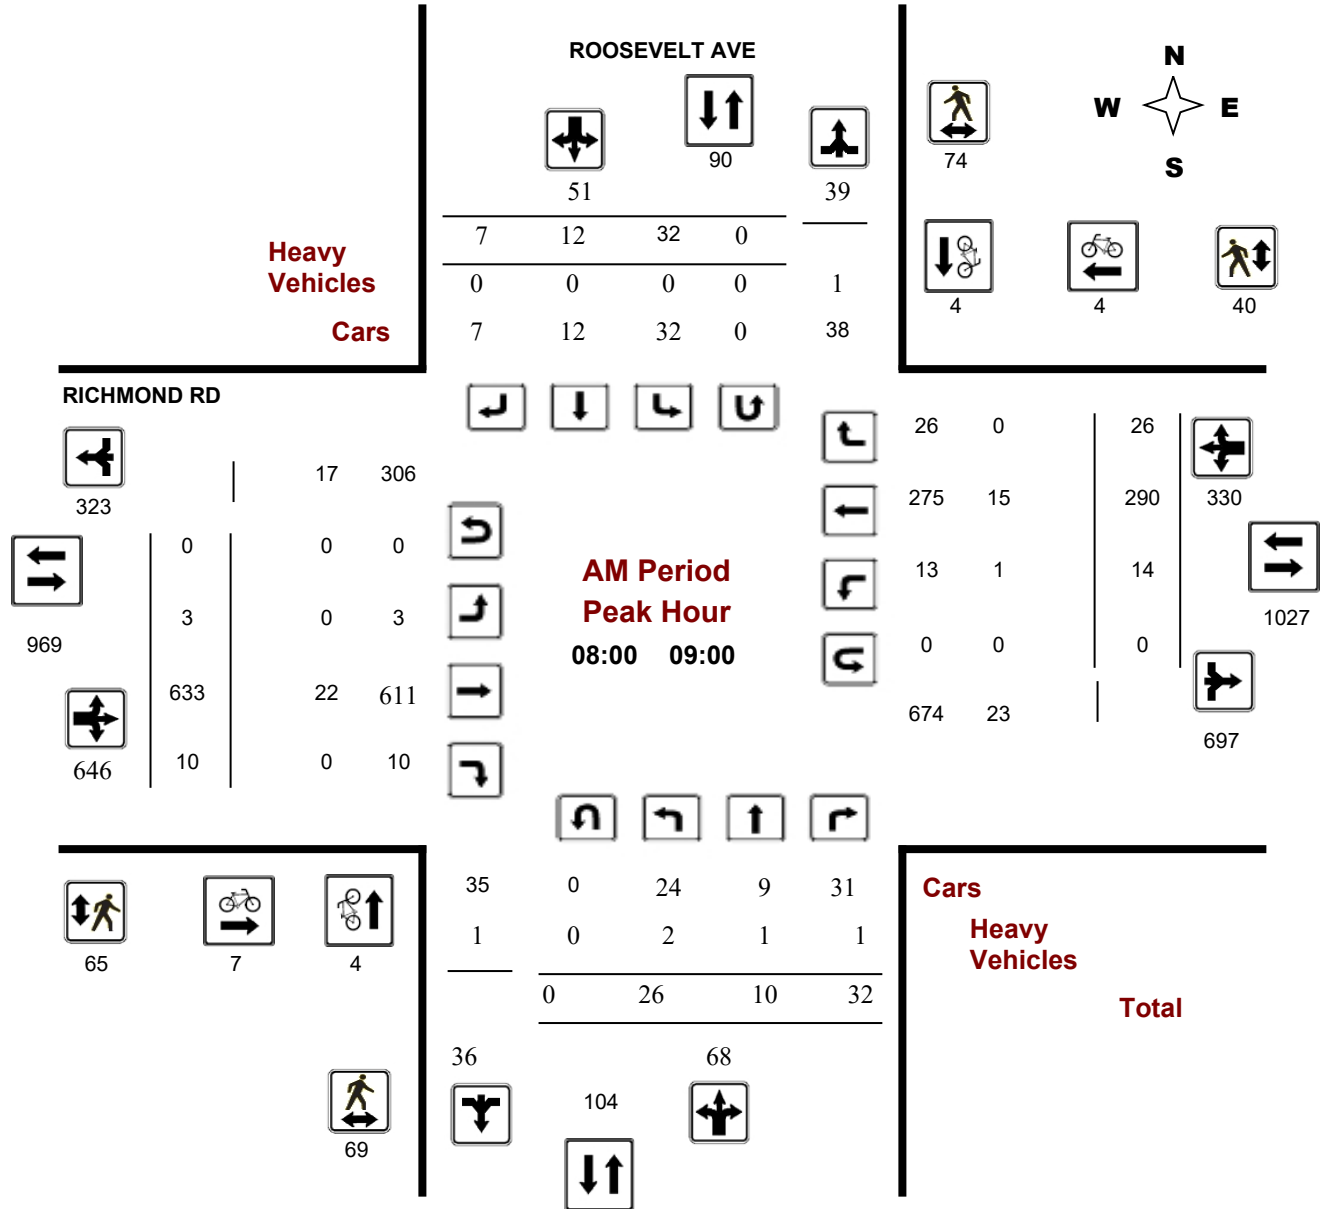 ROOSEVELT AVE
N
W E
S
90
74
51 39
7 12 32 0
Heavy
Vehicles
0 0 0 0 1
4 4 40
Cars
7 12 32 0 38
RICHMOND RD
26 0 26
17 306
323
275 15 290 330
0 0 0
AM Period
13 1 14
Peak Hour
3 0 3
1027
969
08:00 09:00
0 0 0
633 22 611
674 23
697
646
10 0 10
35 0 24 9 31
Cars
1 0 2 1 1
Heavy
Vehicles
65 7 4
0 26 10 32
Total
36 68
104
69